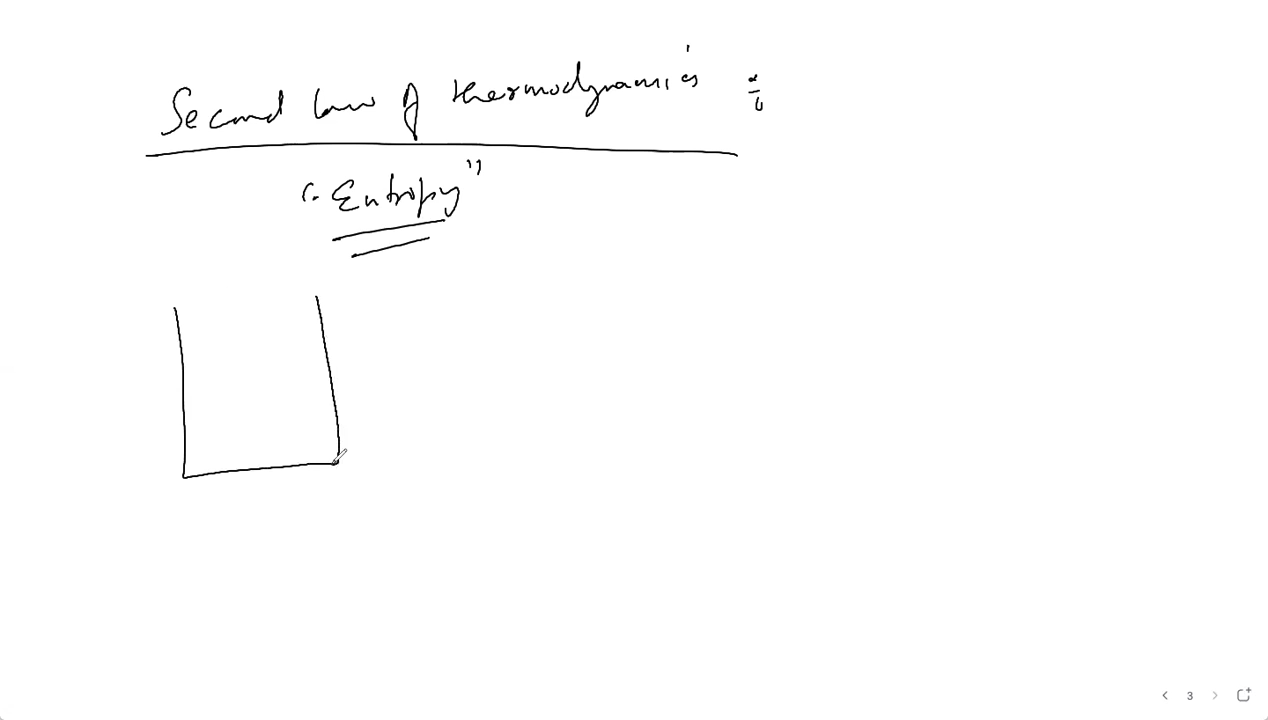 Second law of thermodynamics :-
"Entropy"
3